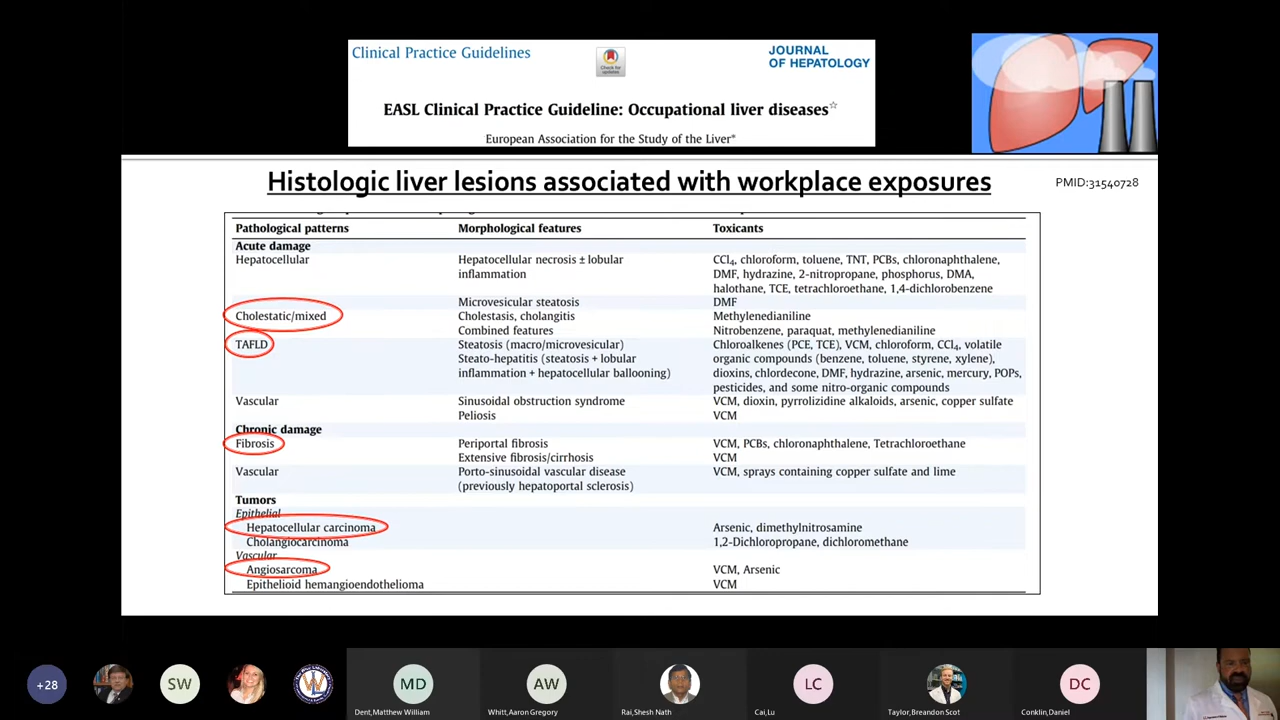 Clinical Practice Guidelines
Check for updates
JOURNAL OF HEPATOLOGY
EASL Clinical Practice Guideline: Occupational liver diseases☆
European Association for the Study of the Liver*
Histologic liver lesions associated with workplace exposures
PMID:31540728
Pathological patterns Morphological features Toxicants
Acute damage
Hepatocellular Hepatocellular necrosis ± lobular CCl₄, chloroform, toluene, TNT, PCBs, chloronaphthalene,
inflammation DMF, hydrazine, 2-nitropropane, phosphorus, DMA,
halothane, TCE, tetrachloroethane, 1,4-dichlorobenzene
Microvesicular steatosis DMF
Cholestatic/mixed Cholestasis, cholangitis Methylenedianiline
Combined features Nitrobenzene, paraquat, methylenedianiline
TAFLD Steatosis (macro/microvesicular) Chloroalkenes (PCE, TCE), VCM, chloroform, CCl₄, volatile
Steato-hepatitis (steatosis + lobular organic compounds (benzene, toluene, styrene, xylene),
inflammation + hepatocellular ballooning) dioxins, chlordecone, DMF, hydrazine, arsenic, mercury, POPs,
pesticides, and some nitro-organic compounds
Vascular Sinusoidal obstruction syndrome VCM, dioxin, pyrrolizidine alkaloids, arsenic, copper sulfate
Peliosis VCM
Chronic damage
Fibrosis Periportal fibrosis VCM, PCBs, chloronaphthalene, Tetrachloroethane
Extensive fibrosis/cirrhosis VCM
Vascular Porto-sinusoidal vascular disease VCM, sprays containing copper sulfate and lime
(previously hepatoportal sclerosis)
Tumors
Epithelial
Hepatocellular carcinoma Arsenic, dimethylnitrosamine
Cholangiocarcinoma 1,2-Dichloropropane, dichloromethane
Vascular
Angiosarcoma VCM, Arsenic
Epithelioid hemangioendothelioma VCM
+28 SW MD AW LC DC
Dent,Matthew William Whitt,Aaron Gregory Rai,Shesh Nath Cai,Lu Taylor,Breandon Scot Conklin,Daniel